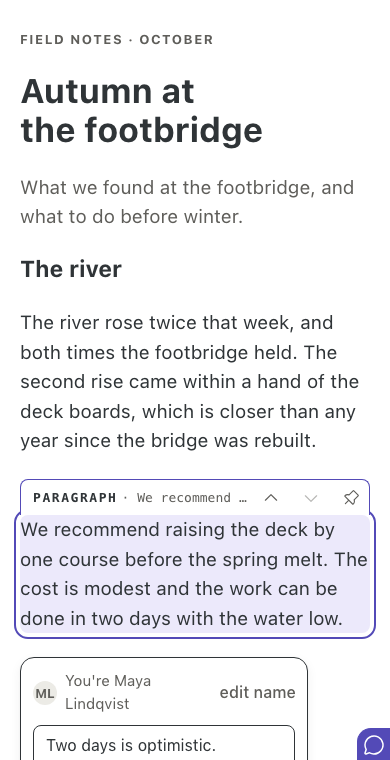 FIELD NOTES · OCTOBER
Autumn at
the footbridge
What we found at the footbridge, and
what to do before winter.
The river
The river rose twice that week, and
both times the footbridge held. The
second rise came within a hand of the
deck boards, which is closer than any
year since the bridge was rebuilt.
PARAGRAPH · We recommend …
We recommend raising the deck by
one course before the spring melt. The
cost is modest and the work can be
done in two days with the water low.
ML You're Maya
Lindqvist
edit name
Two days is optimistic.